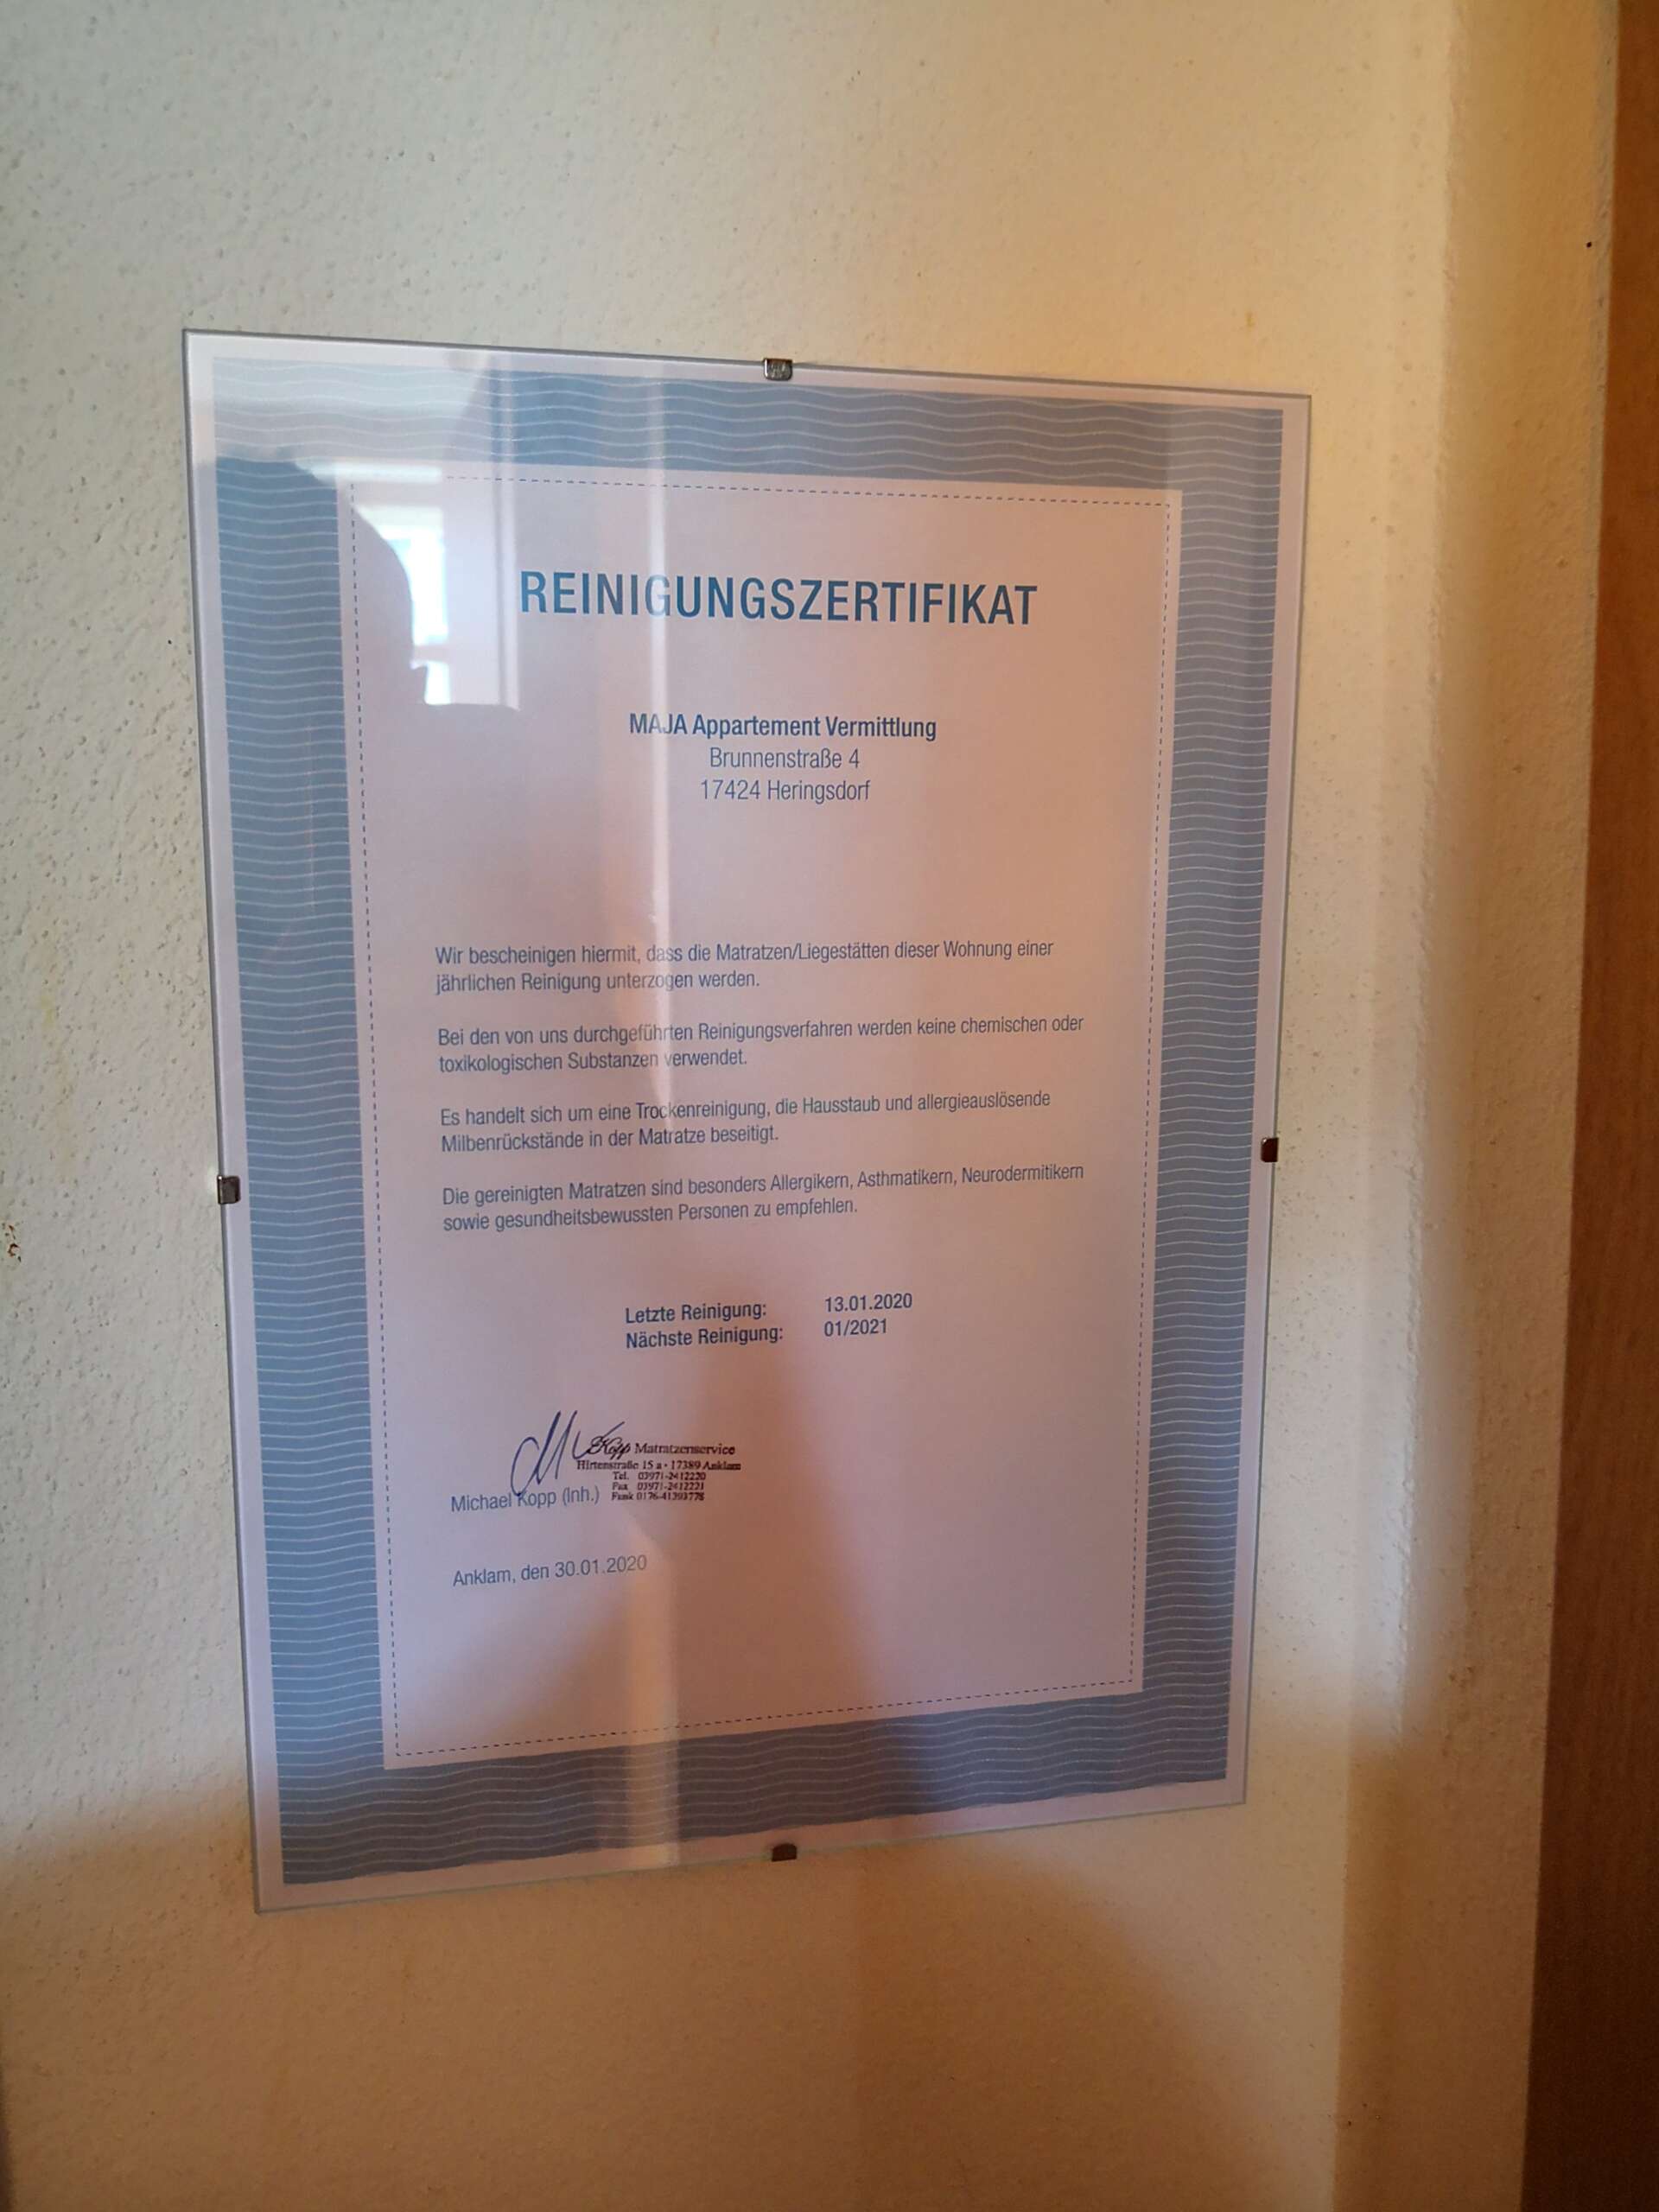 REINIGUNGSZERTIFIKAT
MAJA Appartement Vermittlung
Brunnenstraße 4
17424 Heringsdorf
Wir bescheinigen hiermit, dass die Matratzen/Liegestätten dieser Wohnung einer
jährlichen Reinigung unterzogen werden.
Bei den von uns durchgeführten Reinigungsverfahren werden keine chemischen oder
toxikologischen Substanzen verwendet.
Es handelt sich um eine Trockenreinigung, die Hausstaub und allergieauslösende
Milbenrückstände in der Matratze beseitigt.
Die gereinigten Matratzen sind besonders Allergikern, Asthmatikern, Neurodermitikern
sowie gesundheitsbewussten Personen zu empfehlen.
Letzte Reinigung: 13.01.2020
Nächste Reinigung: 01/2021
Kopp Matratzenservice
Hirtenstraße 15 a · 17389 Anklam
Tel. 03971-2412220
Fax 03971-2412221
Funk 0176-41393778
Michael Kopp (Inh.)
Anklam, den 30.01.2020